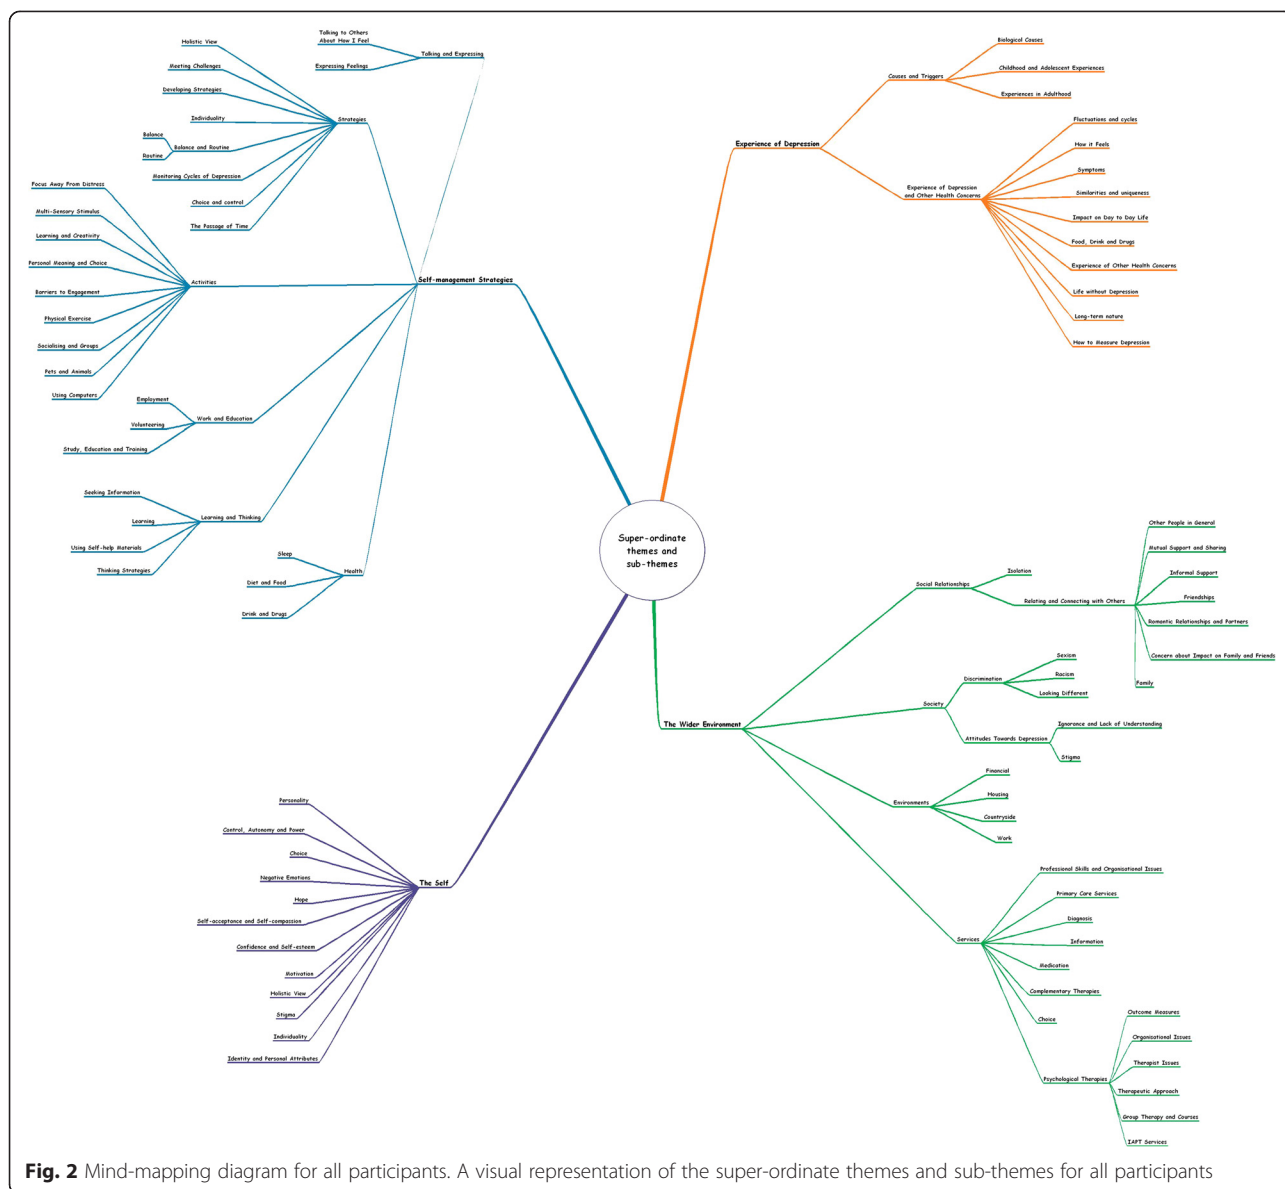 Talking to Others
About How I Feel
Expressing Feelings
Talking and Expressing
Holistic View
Meeting Challenges
Developing Strategies
Individuality
Balance
Routine
Balance and Routine
Monitoring Cycles of Depression
Choice and control
The Passage of Time
Strategies
Focus Away From Distress
Multi-Sensory Stimulus
Learning and Creativity
Personal Meaning and Choice
Barriers to Engagement
Physical Exercise
Socialising and Groups
Pets and Animals
Using Computers
Activities
Self-management Strategies
Employment
Volunteering
Study, Education and Training
Work and Education
Seeking Information
Learning
Using Self-help Materials
Thinking Strategies
Learning and Thinking
Sleep
Diet and Food
Drink and Drugs
Health
Experience of Depression
Causes and Triggers
Biological Causes
Childhood and Adolescent Experiences
Experiences in Adulthood
Experience of Depression
and Other Health Concerns
Fluctuations and cycles
How it Feels
Symptoms
Similarities and uniqueness
Impact on Day to Day Life
Food, Drink and Drugs
Experience of Other Health Concerns
Life without Depression
Long-term nature
How to Measure Depression
Super-ordinate
themes and
sub-themes
The Wider Environment
Social Relationships
Isolation
Relating and Connecting with Others
Other People in General
Mutual Support and Sharing
Informal Support
Friendships
Romantic Relationships and Partners
Concern about Impact on Family and Friends
Family
Society
Discrimination
Sexism
Racism
Looking Different
Attitudes Towards Depression
Ignorance and Lack of Understanding
Stigma
Environments
Financial
Housing
Countryside
Work
Services
Professional Skills and Organisational Issues
Primary Care Services
Diagnosis
Information
Medication
Complementary Therapies
Choice
Psychological Therapies
Outcome Measures
Organisational Issues
Therapist Issues
Therapeutic Approach
Group Therapy and Courses
IAPT Services
The Self
Personality
Control, Autonomy and Power
Choice
Negative Emotions
Hope
Self-acceptance and Self-compassion
Confidence and Self-esteem
Motivation
Holistic View
Stigma
Individuality
Identity and Personal Attributes
Fig. 2 Mind-mapping diagram for all participants. A visual representation of the super-ordinate themes and sub-themes for all participants